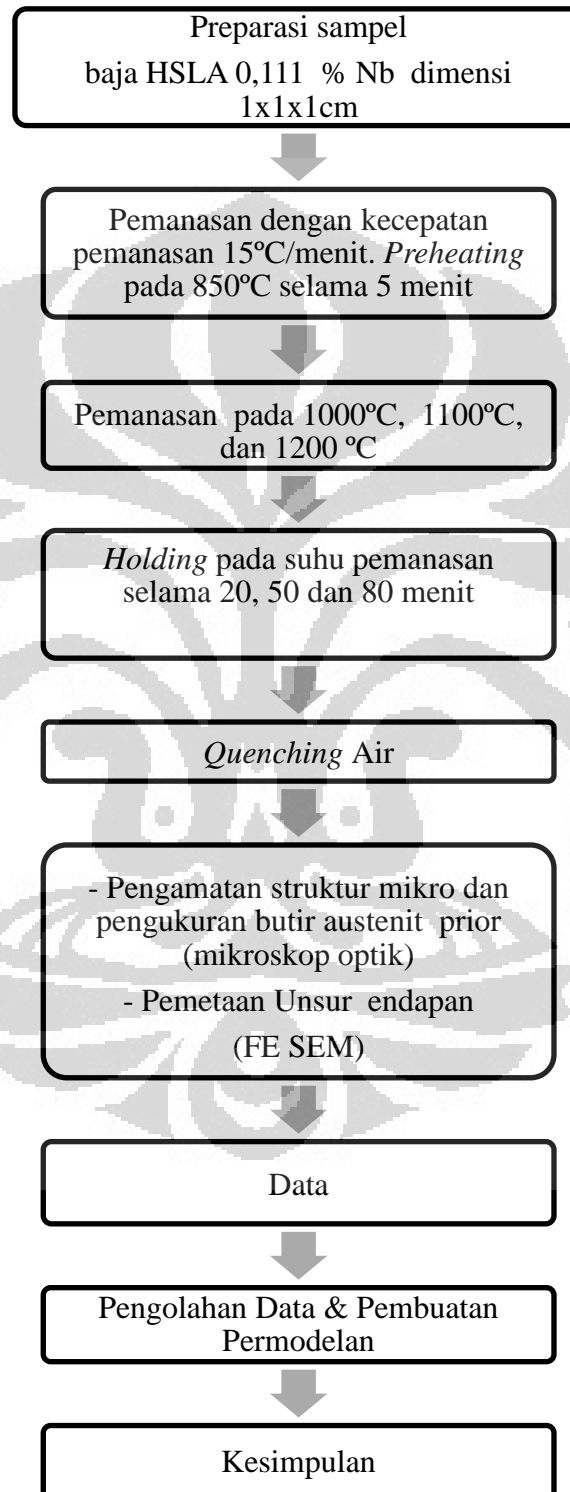 Preparasi sampel
baja HSLA 0,111 % Nb dimensi
1x1x1cm
Pemanasan dengan kecepatan
pemanasan 15ºC/menit. Preheating
pada 850ºC selama 5 menit
Pemanasan pada 1000ºC, 1100ºC,
dan 1200 ºC
Holding pada suhu pemanasan
selama 20, 50 dan 80 menit
Quenching Air
- Pengamatan struktur mikro dan
pengukuran butir austenit prior
(mikroskop optik)
- Pemetaan Unsur endapan
(FE SEM)
Data
Pengolahan Data & Pembuatan
Permodelan
Kesimpulan